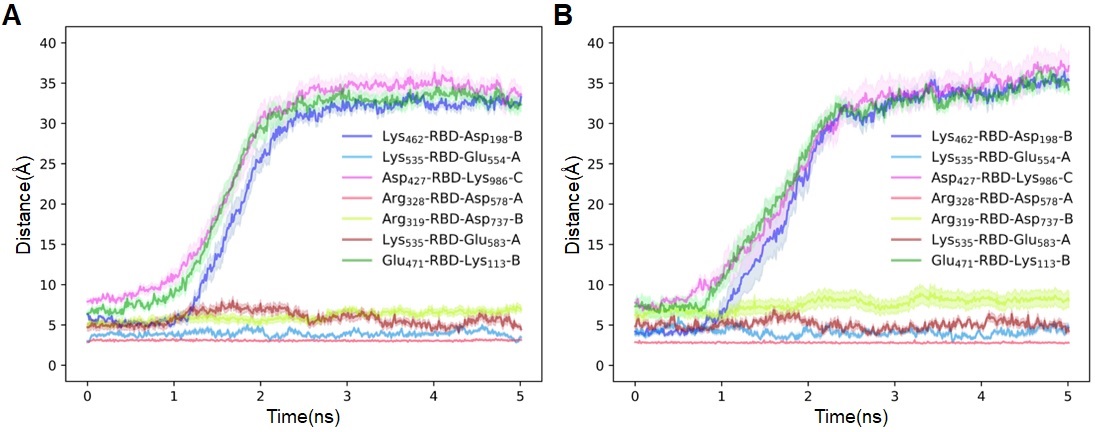 A
40
35
30
25
20
15
10
5
0
Distance(Å)
Lys462-RBD-Asp198-B
Lys535-RBD-Glu554-A
Asp427-RBD-Lys986-C
Arg328-RBD-Asp578-A
Arg319-RBD-Asp737-B
Lys535-RBD-Glu583-A
Glu471-RBD-Lys113-B
0 1 2 3 4 5
Time(ns)
B
40
35
30
25
20
15
10
5
0
Distance(Å)
Lys462-RBD-Asp198-B
Lys535-RBD-Glu554-A
Asp427-RBD-Lys986-C
Arg328-RBD-Asp578-A
Arg319-RBD-Asp737-B
Lys535-RBD-Glu583-A
Glu471-RBD-Lys113-B
0 1 2 3 4 5
Time(ns)